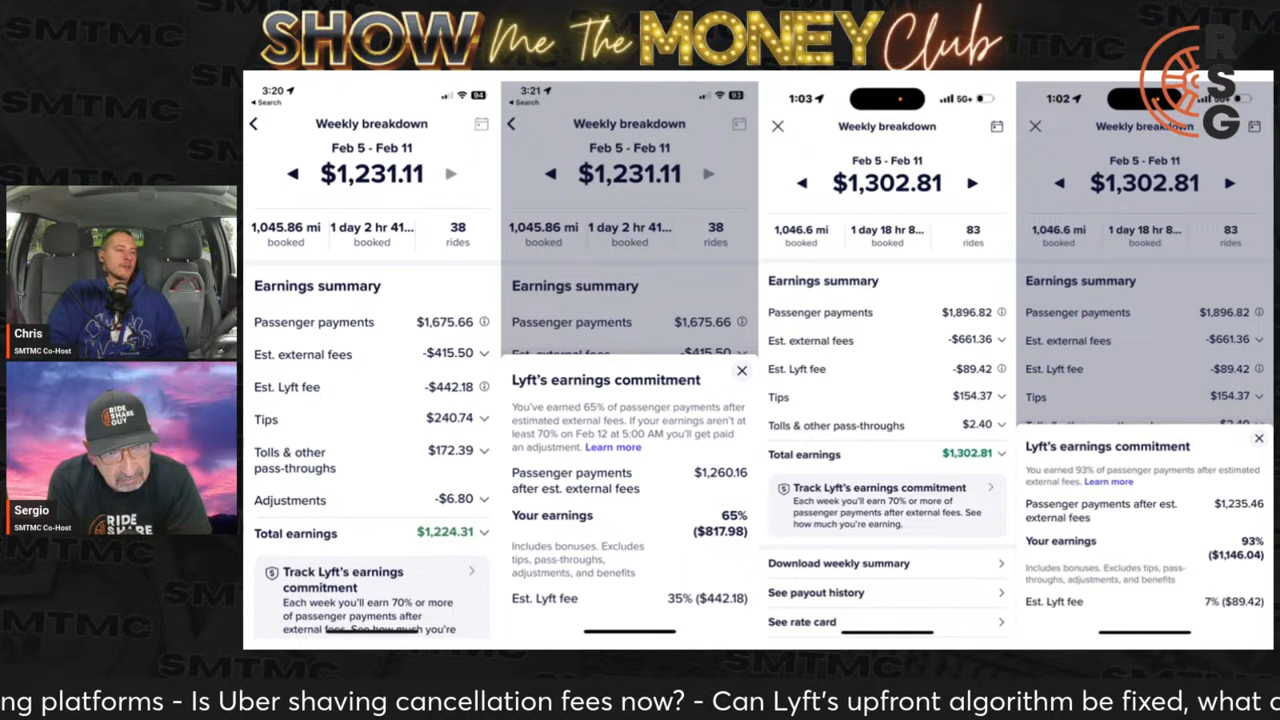 SHOW Me The MONEY Club
RSG
Chris
SMTMC Co-Host
RIDE
SHARE
GUY
Sergio
SMTMC Co-Host
RIDE
SHARE
3:20
Search
94
Weekly breakdown
Feb 5 - Feb 11
$1,231.11
1,045.86 mi 1 day 2 hr 41... 38
booked booked rides
Earnings summary
Passenger payments $1,675.66
Est. external fees -$415.50
Est. Lyft fee -$442.18
Tips $240.74
Tolls & other
pass-throughs $172.39
Adjustments -$6.80
Total earnings $1,224.31
Track Lyft's earnings
commitment
Each week you'll earn 70% or more
of passenger payments after
external fees. See how much you're
3:21
Search
93
Weekly breakdown
Feb 5 - Feb 11
$1,231.11
1,045.86 mi 1 day 2 hr 41... 38
booked booked rides
Earnings summary
Passenger payments $1,675.66
Est. external fees -$415.50
Lyft's earnings commitment
You've earned 65% of passenger payments after
estimated external fees. If your earnings aren't at
least 70% on Feb 12 at 5:00 AM you'll get paid
an adjustment. Learn more
Passenger payments $1,260.16
after est. external fees
Your earnings 65%
($817.98)
Includes bonuses. Excludes
tips, pass-throughs,
adjustments, and benefits
Est. Lyft fee 35% ($442.18)
1:03
5G+
Weekly breakdown
Feb 5 - Feb 11
$1,302.81
1,046.6 mi 1 day 18 hr 8... 83
booked booked rides
Earnings summary
Passenger payments $1,896.82
Est. external fees -$661.36
Est. Lyft fee -$89.42
Tips $154.37
Tolls & other pass-throughs $2.40
Total earnings $1,302.81
Track Lyft's earnings commitment
Each week you'll earn 70% or more of
passenger payments after external fees. See
how much you're earning.
Download weekly summary
See payout history
See rate card
1:02
Weekly breakdown
Feb 5 - Feb 11
$1,302.81
1,046.6 mi 1 day 18 hr 8... 83
booked booked rides
Earnings summary
Passenger payments $1,896.82
Est. external fees -$661.36
Est. Lyft fee -$89.42
Tips $154.37
Lyft's earnings commitment
You earned 93% of passenger payments after estimated
external fees. Learn more
Passenger payments after est. $1,235.46
external fees
Your earnings 93%
($1,146.04)
Includes bonuses. Excludes tips, pass-
throughs, adjustments, and benefits
Est. Lyft fee 7% ($89.42)
ng platforms - Is Uber shaving cancellation fees now? - Can Lyft's upfront algorithm be fixed, what